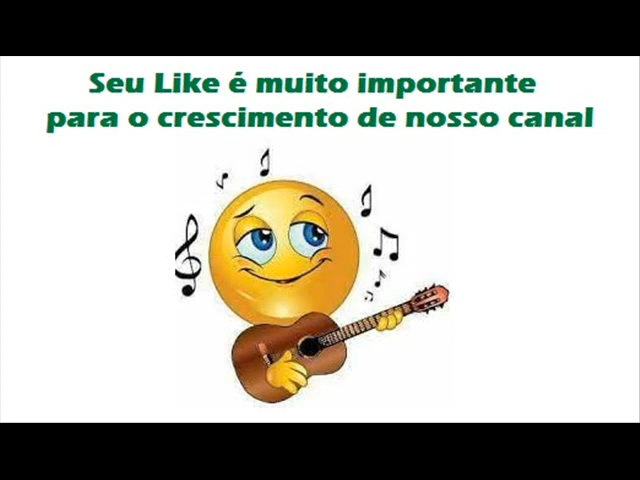 Seu Like é muito importante
para o crescimento de nosso canal